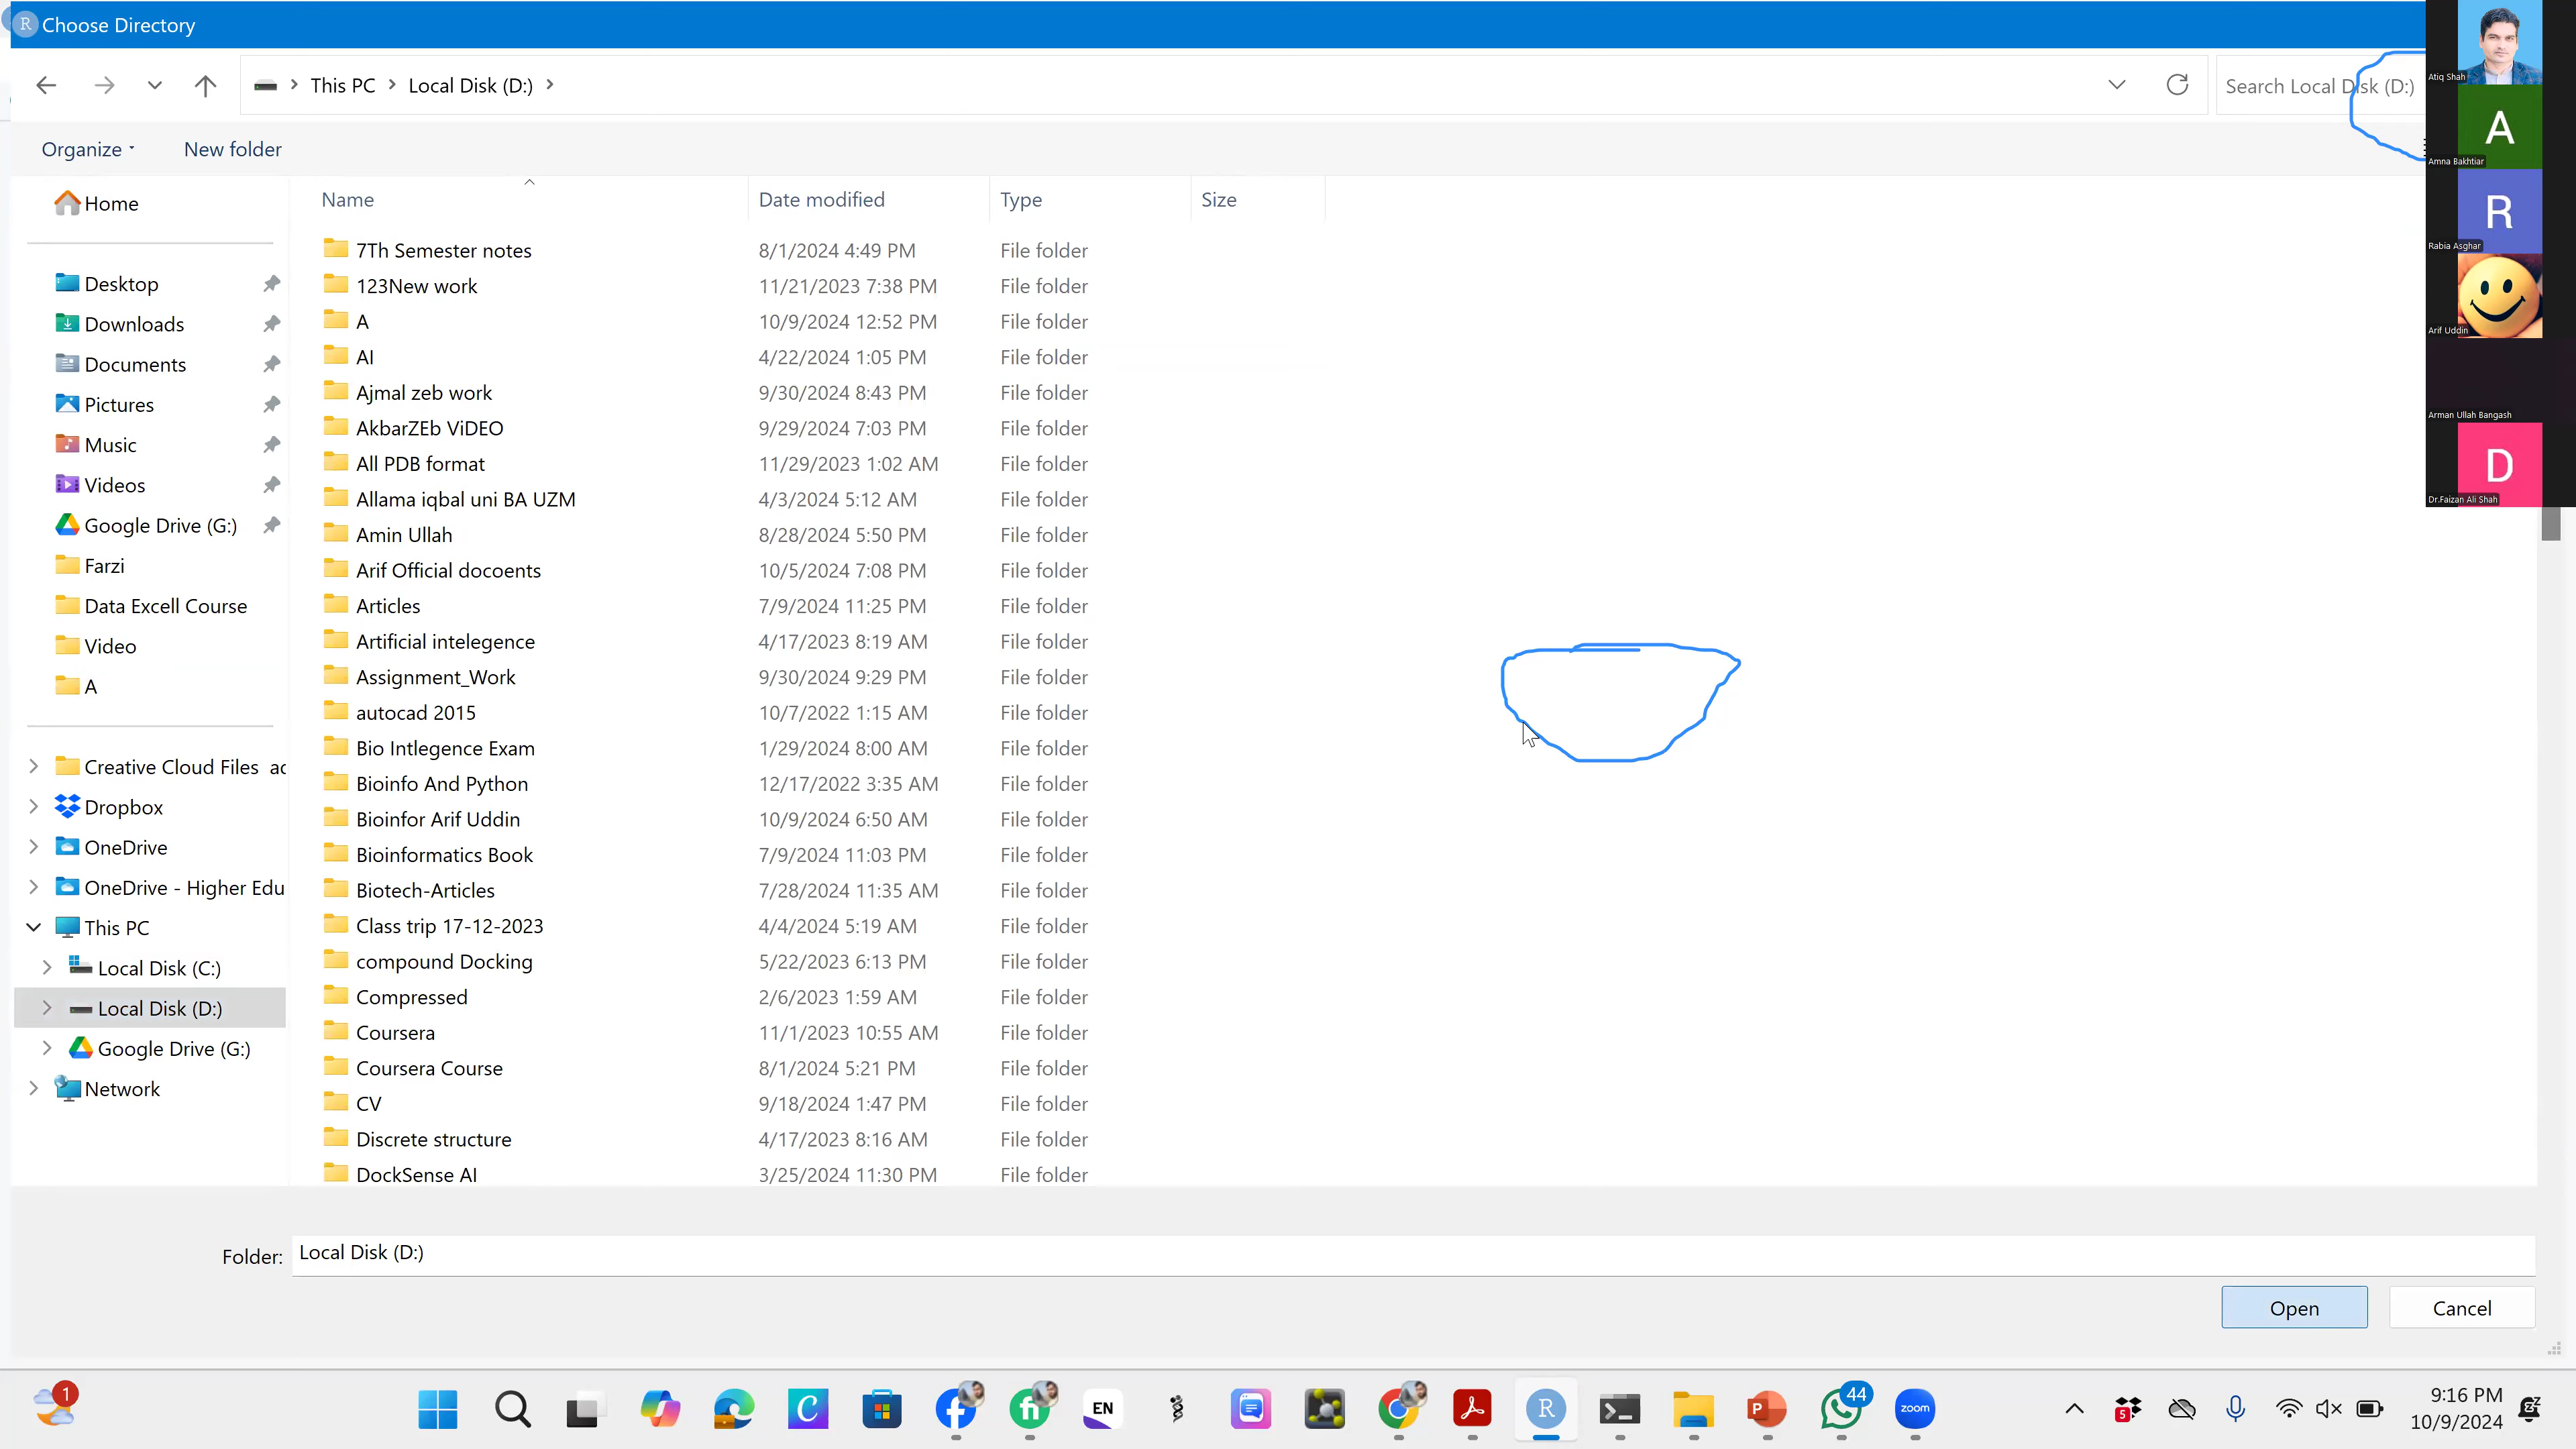 R Choose Directory
This PC > Local Disk (D:) >
Search Local Disk (D:)
Organize
New folder
Home
Desktop
Downloads
Documents
Pictures
Music
Videos
Google Drive (G:)
Farzi
Data Excell Course
Video
A
Creative Cloud Files ac
Dropbox
OneDrive
OneDrive - Higher Edu
This PC
Local Disk (C:)
Local Disk (D:)
Google Drive (G:)
Network
Name Date modified Type Size
7Th Semester notes 8/1/2024 4:49 PM File folder
123New work 11/21/2023 7:38 PM File folder
A 10/9/2024 12:52 PM File folder
AI 4/22/2024 1:05 PM File folder
Ajmal zeb work 9/30/2024 8:43 PM File folder
AkbarZEb ViDEO 9/29/2024 7:03 PM File folder
All PDB format 11/29/2023 1:02 AM File folder
Allama iqbal uni BA UZM 4/3/2024 5:12 AM File folder
Amin Ullah 8/28/2024 5:50 PM File folder
Arif Official docoents 10/5/2024 7:08 PM File folder
Articles 7/9/2024 11:25 PM File folder
Artificial intelegence 4/17/2023 8:19 AM File folder
Assignment_Work 9/30/2024 9:29 PM File folder
autocad 2015 10/7/2022 1:15 AM File folder
Bio Intlegence Exam 1/29/2024 8:00 AM File folder
Bioinfo And Python 12/17/2022 3:35 AM File folder
Bioinfor Arif Uddin 10/9/2024 6:50 AM File folder
Bioinformatics Book 7/9/2024 11:03 PM File folder
Biotech-Articles 7/28/2024 11:35 AM File folder
Class trip 17-12-2023 4/4/2024 5:19 AM File folder
compound Docking 5/22/2023 6:13 PM File folder
Compressed 2/6/2023 1:59 AM File folder
Coursera 11/1/2023 10:55 AM File folder
Coursera Course 8/1/2024 5:21 PM File folder
CV 9/18/2024 1:47 PM File folder
Discrete structure 4/17/2023 8:16 AM File folder
DockSense AI 3/25/2024 11:30 PM File folder
Atiq Shah
A
Amna Bakhtiar
R
Rabia Asghar
Arif Uddin
Arman Ullah Bangash
D
Dr.Faizan Ali Shah
Folder: Local Disk (D:)
Open
Cancel
1
C
f
fi
EN
R
P
44
zoom
5
9:16 PM
10/9/2024